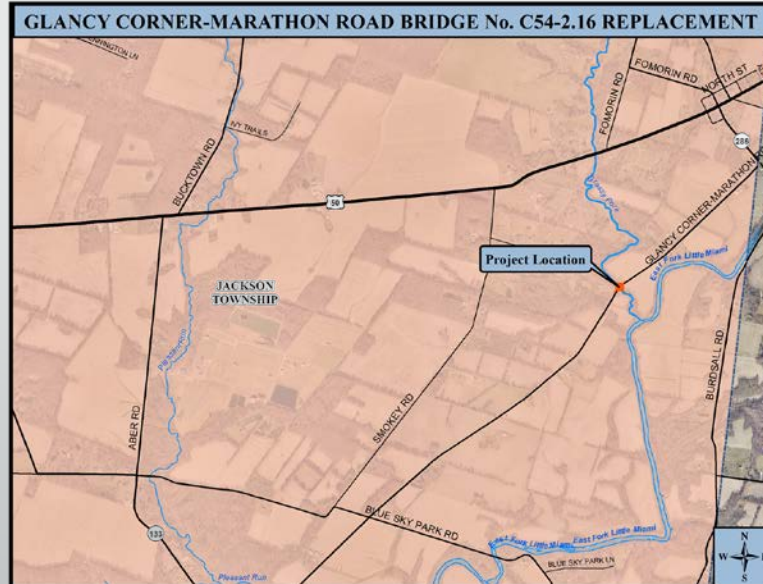 GLANCY CORNER-MARATHON ROAD BRIDGE No. C54-2.16 REPLACEMENT
FOMORIN RD
NORTH ST
FOMORIN RD
IVY TRAILS
BUCKTOWN RD
286
50
GLANCY CORNER-MARATHON RD
Project Location
East Fork Little Miami
JACKSON
TOWNSHIP
BURDSALL RD
SMOKEY RD
ABER RD
BLUE SKY PARK RD
133
East Fork Little Miami
East Fork Little Miami
BLUE SKY PARK LN
Pleasant Run
N
W
S